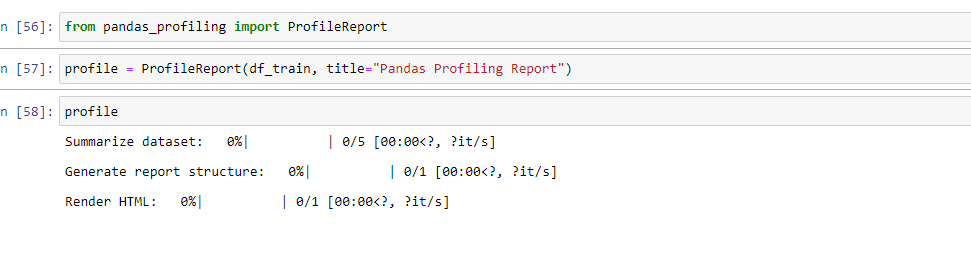 n [56]: from pandas_profiling import ProfileReport
n [57]: profile = ProfileReport(df_train, title="Pandas Profiling Report")
n [58]: profile
Summarize dataset:   0%|          | 0/5 [00:00<?, ?it/s]
Generate report structure:   0%|          | 0/1 [00:00<?, ?it/s]
Render HTML:   0%|          | 0/1 [00:00<?, ?it/s]